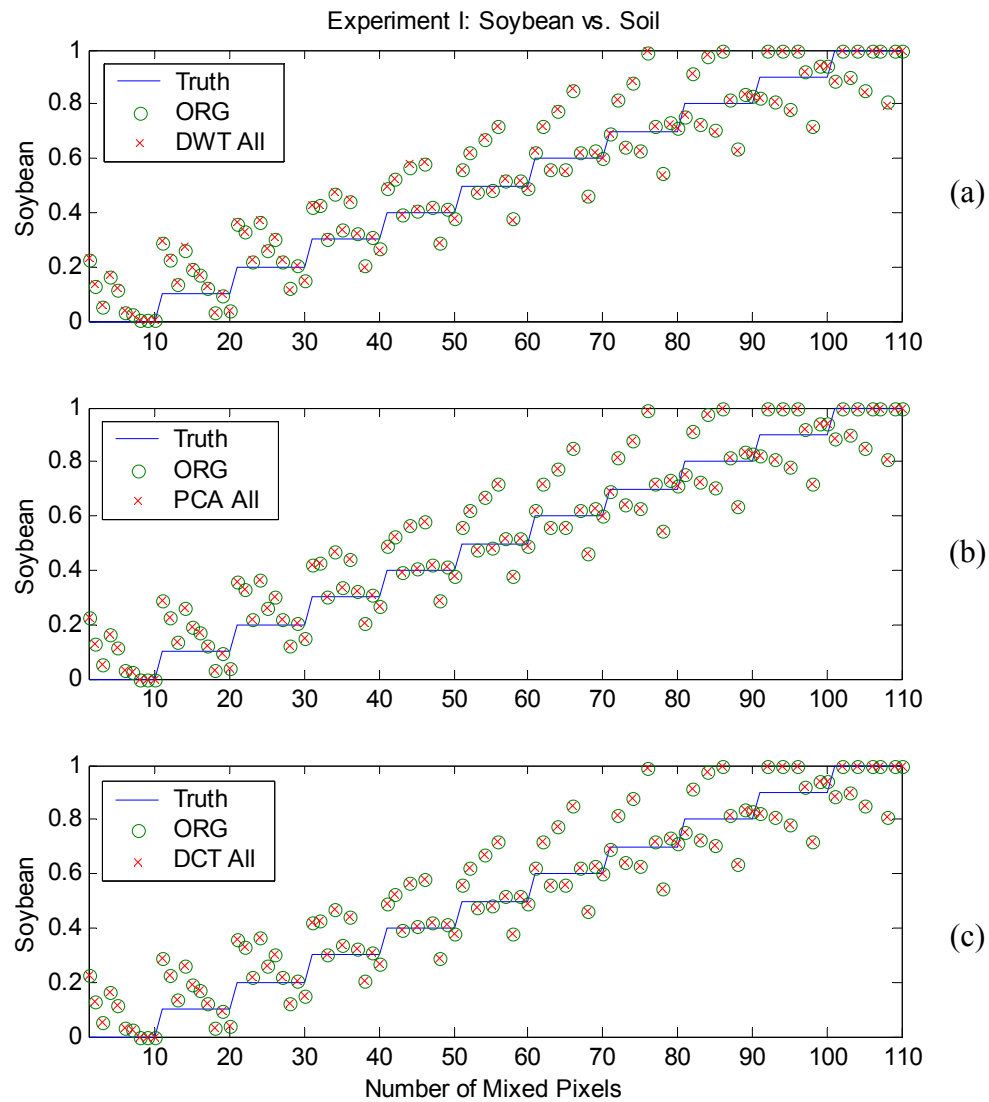 Experiment I: Soybean vs. Soil
1
0.8
0.6
0.4
0.2
0
Soybean
Truth
ORG
DWT All
(a)
10 20 30 40 50 60 70 80 90 100 110
1
0.8
0.6
0.4
0.2
0
Soybean
Truth
ORG
PCA All
(b)
10 20 30 40 50 60 70 80 90 100 110
1
0.8
0.6
0.4
0.2
0
Soybean
Truth
ORG
DCT All
(c)
10 20 30 40 50 60 70 80 90 100 110
Number of Mixed Pixels